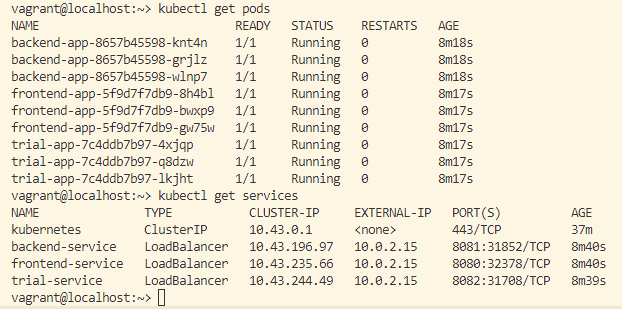 vagrant@localhost:~> kubectl get pods
NAME READY STATUS RESTARTS AGE
backend-app-8657b45598-knt4n 1/1 Running 0 8m18s
backend-app-8657b45598-grjlz 1/1 Running 0 8m18s
backend-app-8657b45598-wlnp7 1/1 Running 0 8m18s
frontend-app-5f9d7f7db9-8h4bl 1/1 Running 0 8m17s
frontend-app-5f9d7f7db9-bwxp9 1/1 Running 0 8m17s
frontend-app-5f9d7f7db9-gw75w 1/1 Running 0 8m17s
trial-app-7c4ddb7b97-4xjqp 1/1 Running 0 8m17s
trial-app-7c4ddb7b97-q8dzw 1/1 Running 0 8m17s
trial-app-7c4ddb7b97-lkjht 1/1 Running 0 8m17s
vagrant@localhost:~> kubectl get services
NAME TYPE CLUSTER-IP EXTERNAL-IP PORT(S) AGE
kubernetes ClusterIP 10.43.0.1 <none> 443/TCP 37m
backend-service LoadBalancer 10.43.196.97 10.0.2.15 8081:31852/TCP 8m40s
frontend-service LoadBalancer 10.43.235.66 10.0.2.15 8080:32378/TCP 8m40s
trial-service LoadBalancer 10.43.244.49 10.0.2.15 8082:31708/TCP 8m39s
vagrant@localhost:~>